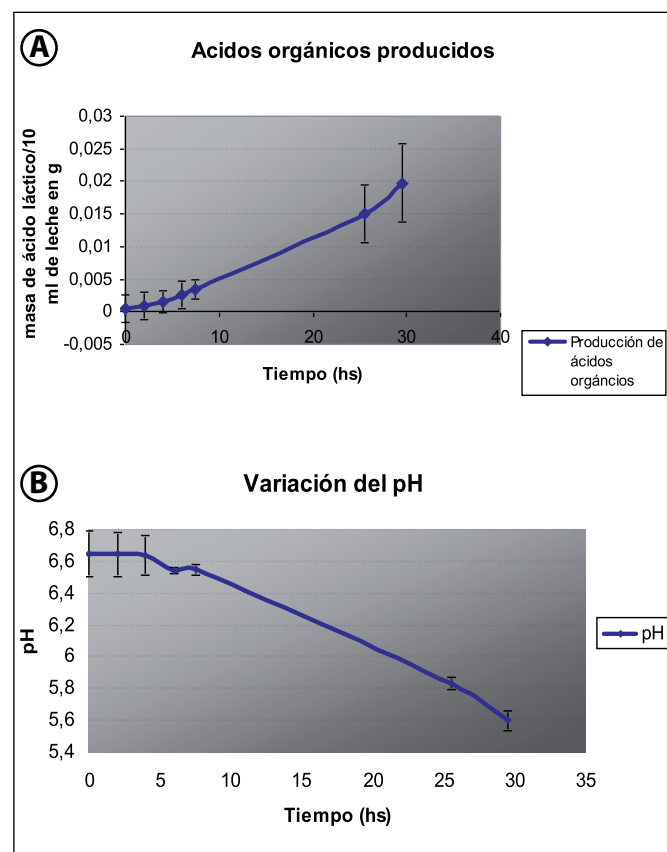 A
Acidos orgánicos producidos
masa de ácido láctico/10
ml de leche en g
0,03
0,025
0,02
0,015
0,01
0,005
0
-0,005
0 10 20 30 40
Tiempo (hs)
Producción de
ácidos
orgáncios
B
Variación del pH
pH
6,8
6,6
6,4
6,2
6
5,8
5,6
5,4
0 5 10 15 20 25 30 35
Tiempo (hs)
pH